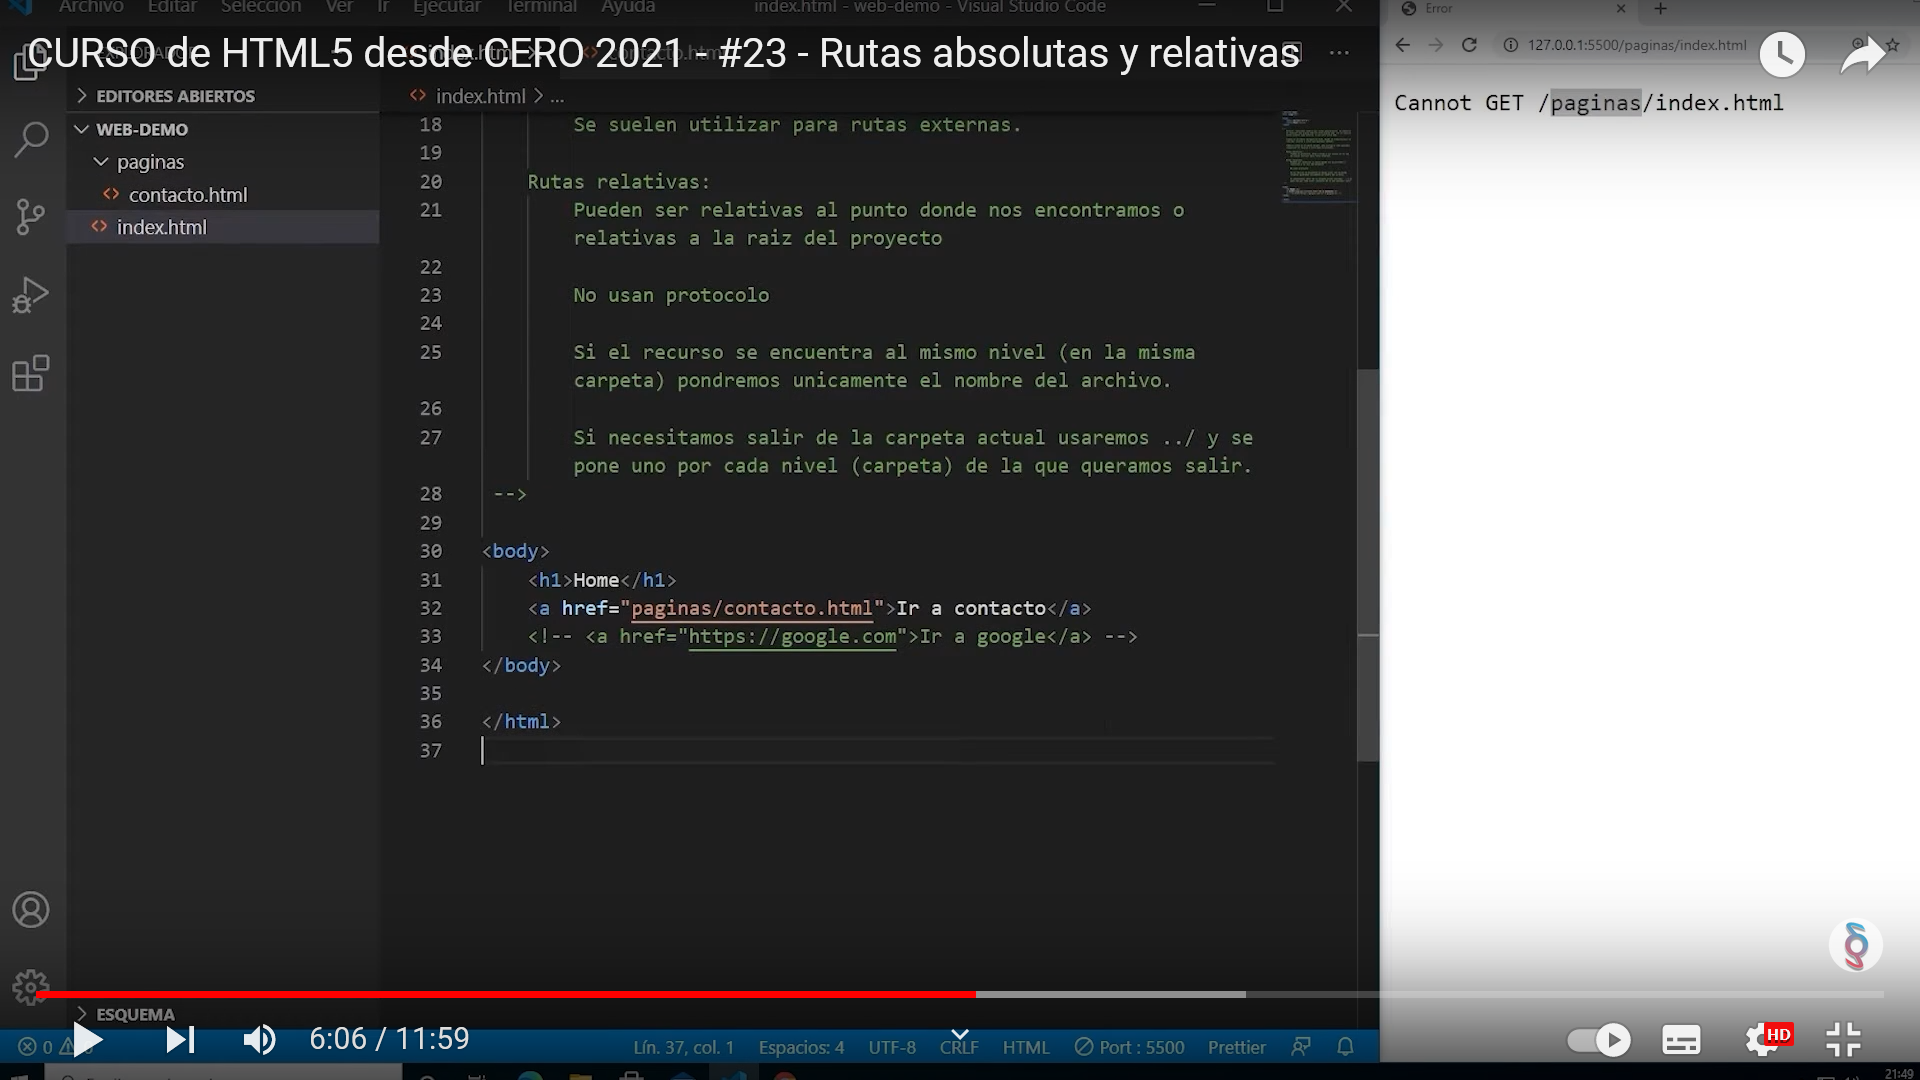 Archivo Editar Selección Ver Ir Ejecutar Terminal Ayuda
index.html - web-demo - Visual Studio Code
Error
127.0.0.1:5500/paginas/index.html
CURSO de HTML5 desde CERO 2021 - #23 - Rutas absolutas y relativas
EDITORES ABIERTOS
WEB-DEMO
paginas
contacto.html
index.html
index.html > ...
18 Se suelen utilizar para rutas externas.
19
20 Rutas relativas:
21 Pueden ser relativas al punto donde nos encontramos o
relativas a la raiz del proyecto
22
23 No usan protocolo
24
25 Si el recurso se encuentra al mismo nivel (en la misma
carpeta) pondremos unicamente el nombre del archivo.
26
27 Si necesitamos salir de la carpeta actual usaremos ../ y se
pone uno por cada nivel (carpeta) de la que queramos salir.
28 -->
29
30 <body>
31 <h1>Home</h1>
32 <a href="paginas/contacto.html">Ir a contacto</a>
33 <!-- <a href="https://google.com">Ir a google</a> -->
34 </body>
35
36 </html>
37
Cannot GET /paginas/index.html
ESQUEMA
6:06 / 11:59
HD
0
Lín. 37, col. 1 Espacios: 4 UTF-8 CRLF HTML Port : 5500 Prettier
21:49